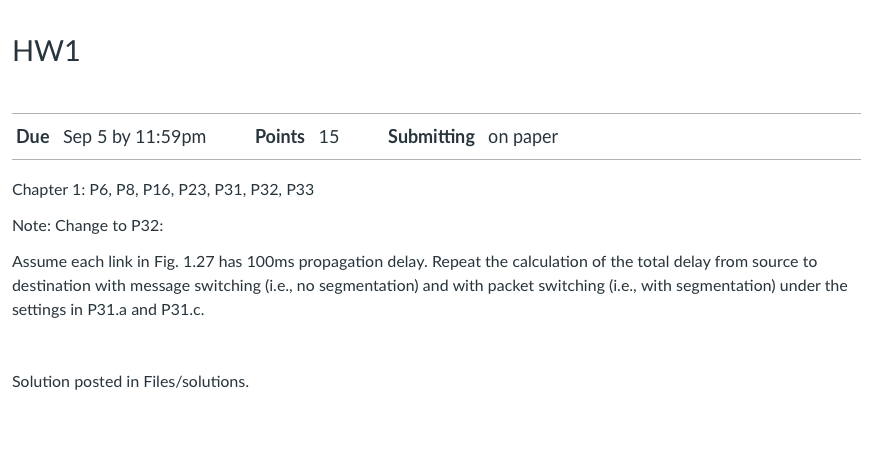 HW1
Due Sep 5 by 11:59pm Points 15 Submitting on paper
Chapter 1: P6, P8, P16, P23, P31, P32, P33
Note: Change to P32:
Assume each link in Fig. 1.27 has 100ms propagation delay. Repeat the calculation of the total delay from source to
destination with message switching (i.e., no segmentation) and with packet switching (i.e., with segmentation) under the
settings in P31.a and P31.c.
Solution posted in Files/solutions.